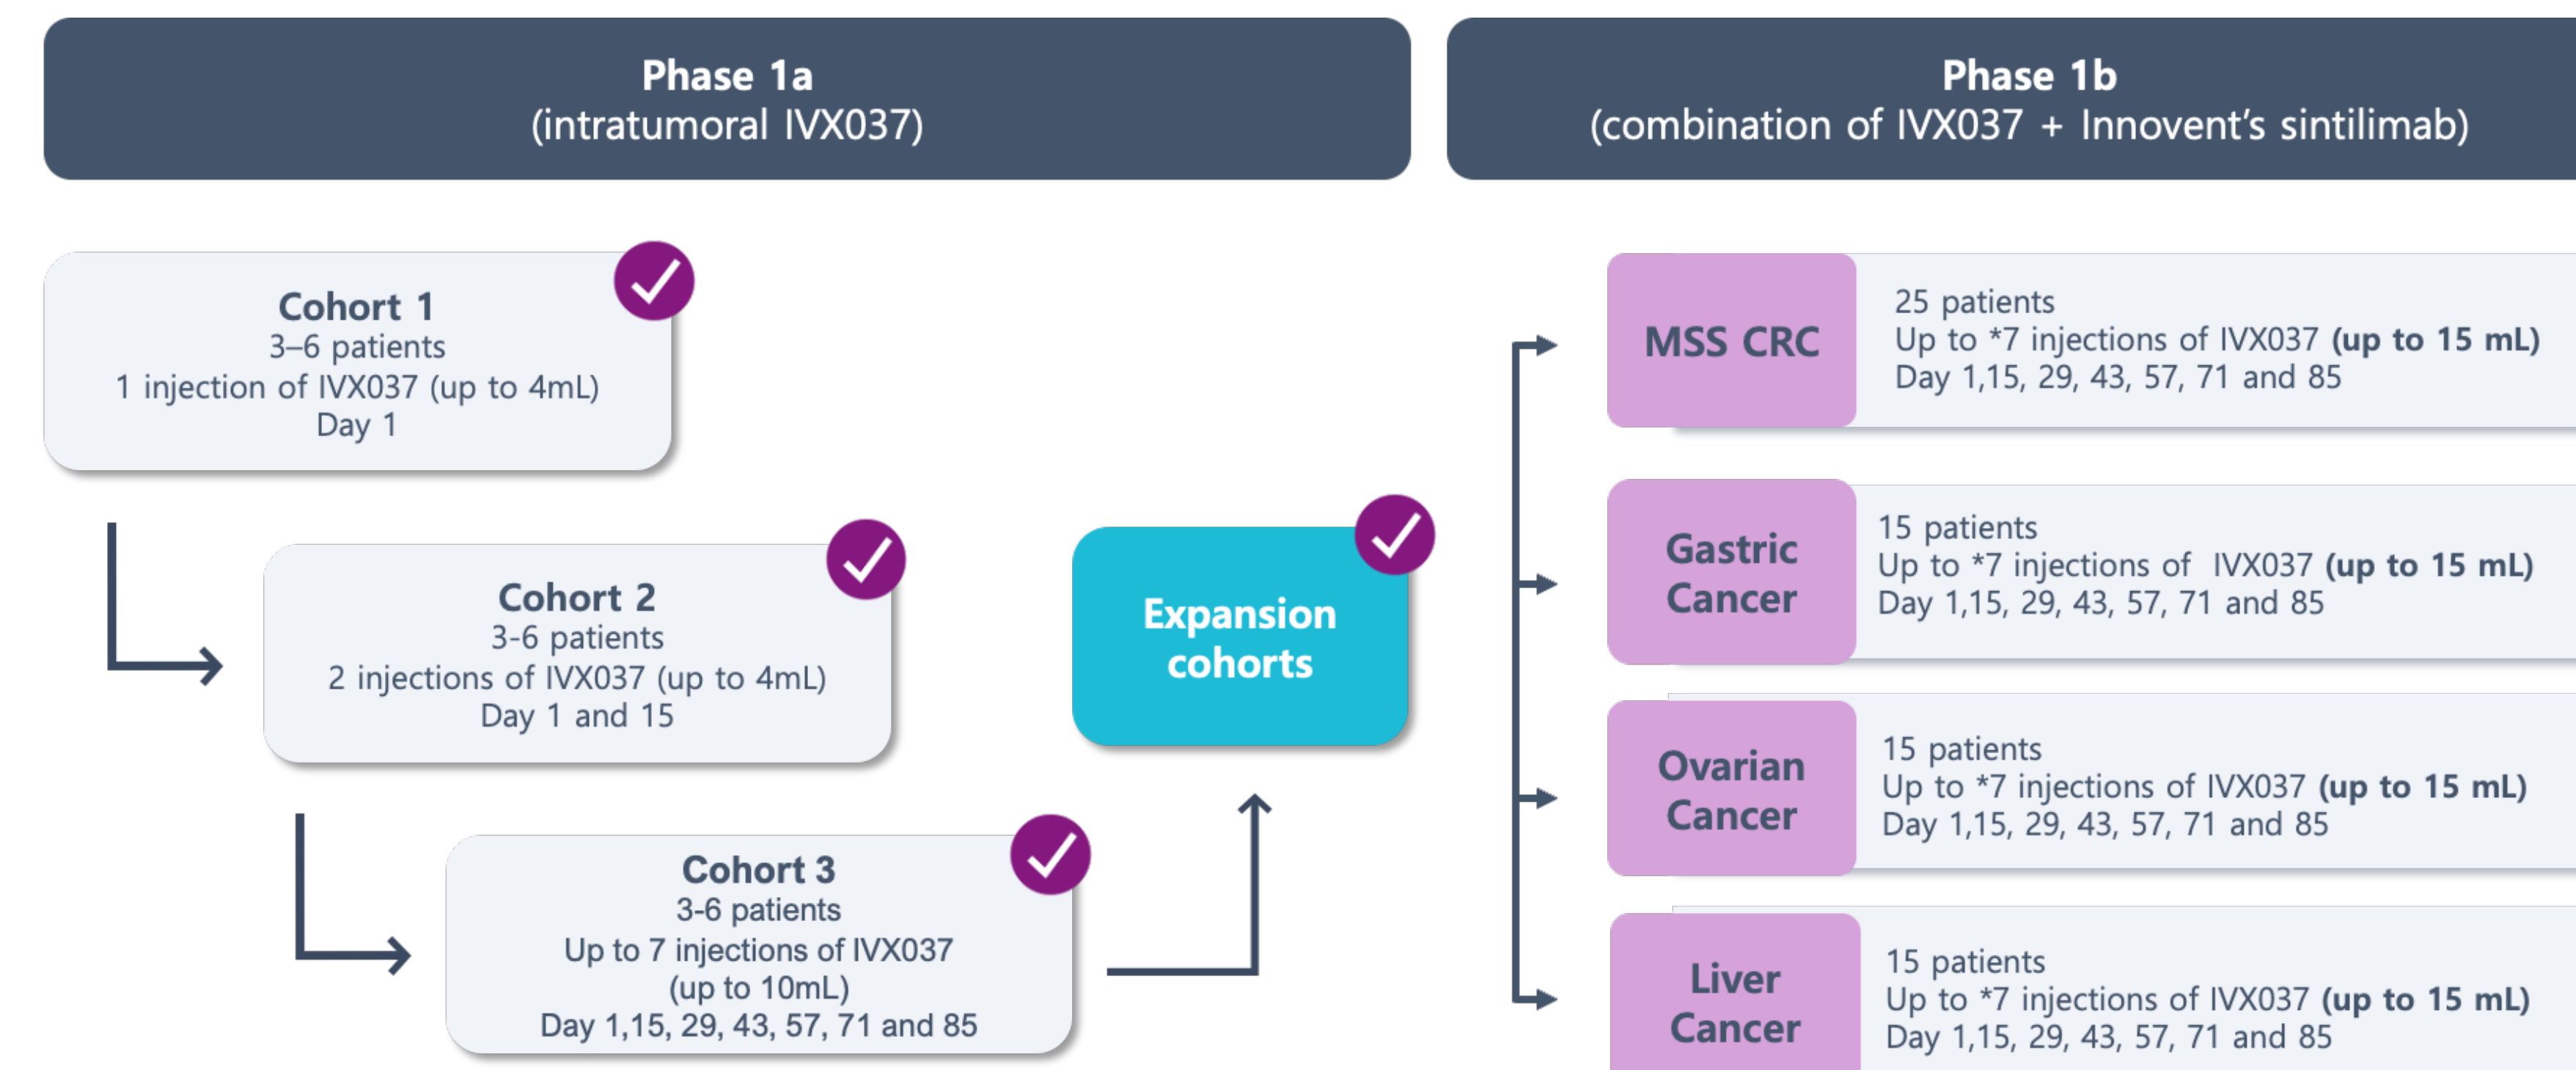 Phase 1a
(intratumoral IVX037)
Phase 1b
(combination of IVX037 + Innovent's sintilimab)
Cohort 1
3–6 patients
1 injection of IVX037 (up to 4mL)
Day 1
Cohort 2
3-6 patients
2 injections of IVX037 (up to 4mL)
Day 1 and 15
Cohort 3
3-6 patients
Up to 7 injections of IVX037
(up to 10mL)
Day 1,15, 29, 43, 57, 71 and 85
Expansion
cohorts
MSS CRC
25 patients
Up to *7 injections of IVX037 (up to 15 mL)
Day 1,15, 29, 43, 57, 71 and 85
Gastric
Cancer
15 patients
Up to *7 injections of  IVX037 (up to 15 mL)
Day 1,15, 29, 43, 57, 71 and 85
Ovarian
Cancer
15 patients
Up to *7 injections of IVX037 (up to 15 mL)
Day 1,15, 29, 43, 57, 71 and 85
Liver
Cancer
15 patients
Up to *7 injections of IVX037 (up to 15 mL)
Day 1,15, 29, 43, 57, 71 and 85